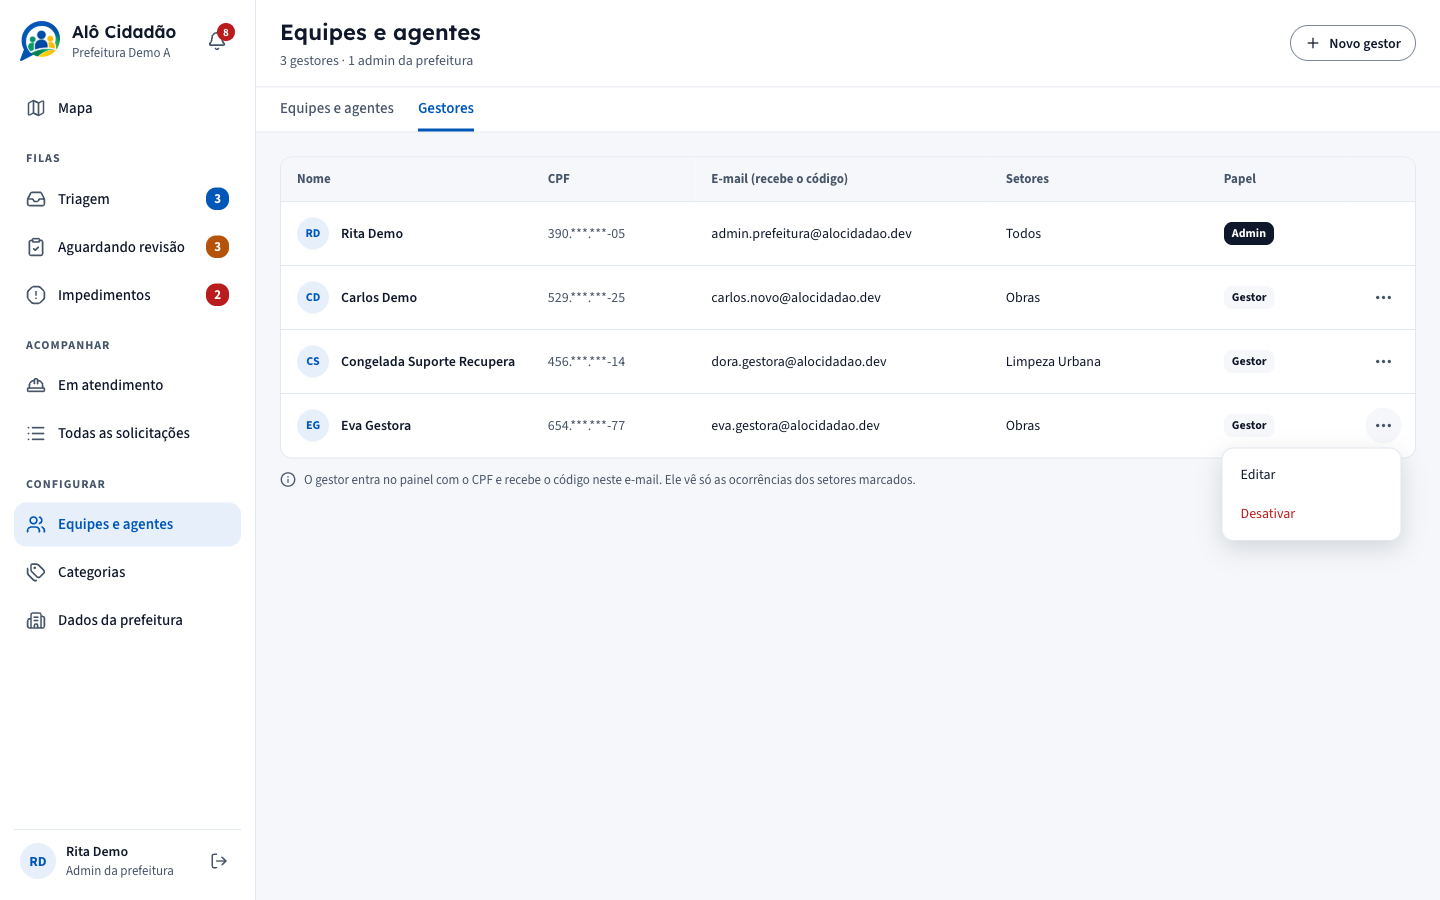 Alô Cidadão
Prefeitura Demo A
8
Mapa
FILAS
Triagem
3
Aguardando revisão
3
Impedimentos
2
ACOMPANHAR
Em atendimento
Todas as solicitações
CONFIGURAR
Equipes e agentes
Categorias
Dados da prefeitura
RD
Rita Demo
Admin da prefeitura
Equipes e agentes
3 gestores · 1 admin da prefeitura
Novo gestor
Equipes e agentes
Gestores
Nome CPF E-mail (recebe o código) Setores Papel
RD Rita Demo 390.***.***-05 admin.prefeitura@alocidadao.dev Todos Admin
CD Carlos Demo 529.***.***-25 carlos.novo@alocidadao.dev Obras Gestor
CS Congelada Suporte Recupera 456.***.***-14 dora.gestora@alocidadao.dev Limpeza Urbana Gestor
EG Eva Gestora 654.***.***-77 eva.gestora@alocidadao.dev Obras Gestor
O gestor entra no painel com o CPF e recebe o código neste e-mail. Ele vê só as ocorrências dos setores marcados.
Editar
Desativar